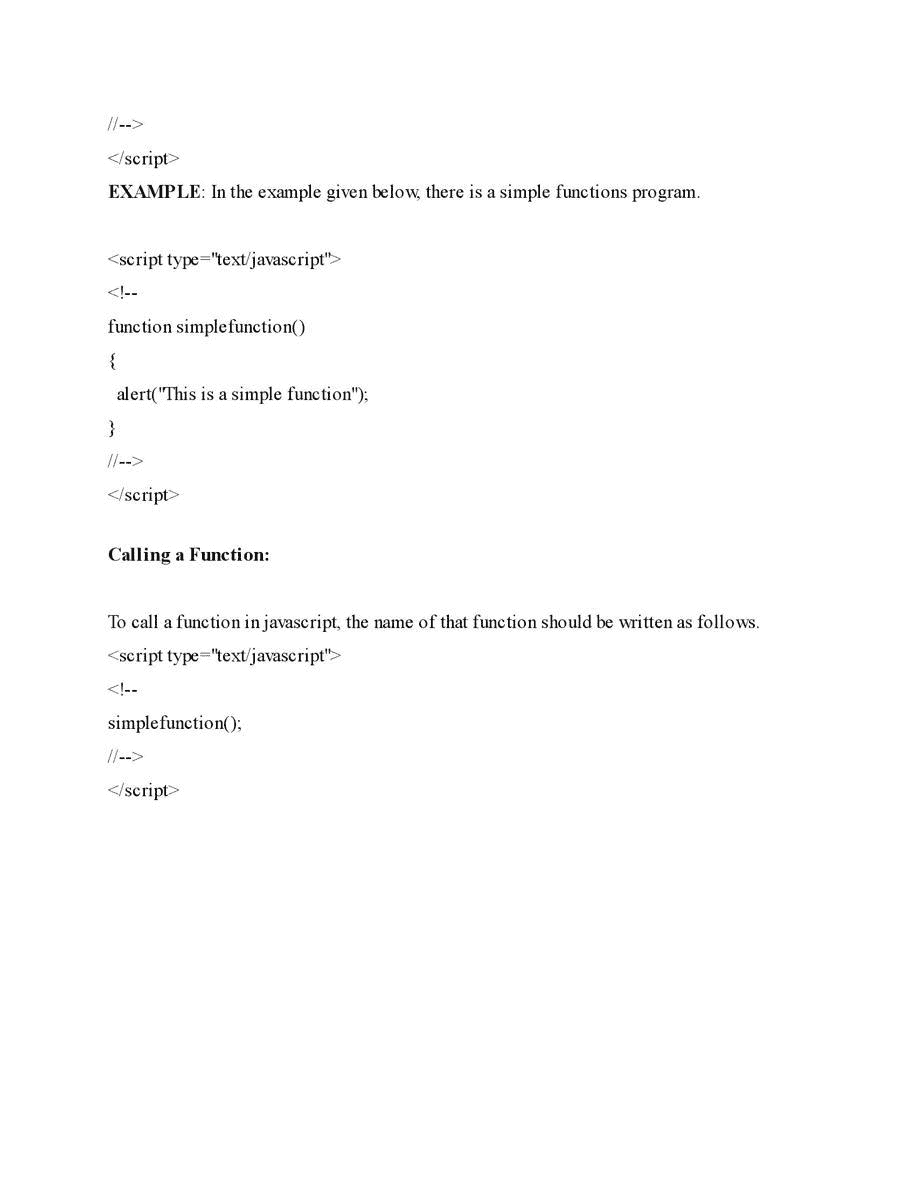 //-->
</script>
EXAMPLE: In the example given below, there is a simple functions program.
<script type="text/javascript">
<!--
function simplefunction()
{
  alert("This is a simple function");
}
//-->
</script>
Calling a Function:
To call a function in javascript, the name of that function should be written as follows.
<script type="text/javascript">
<!--
simplefunction();
//-->
</script>